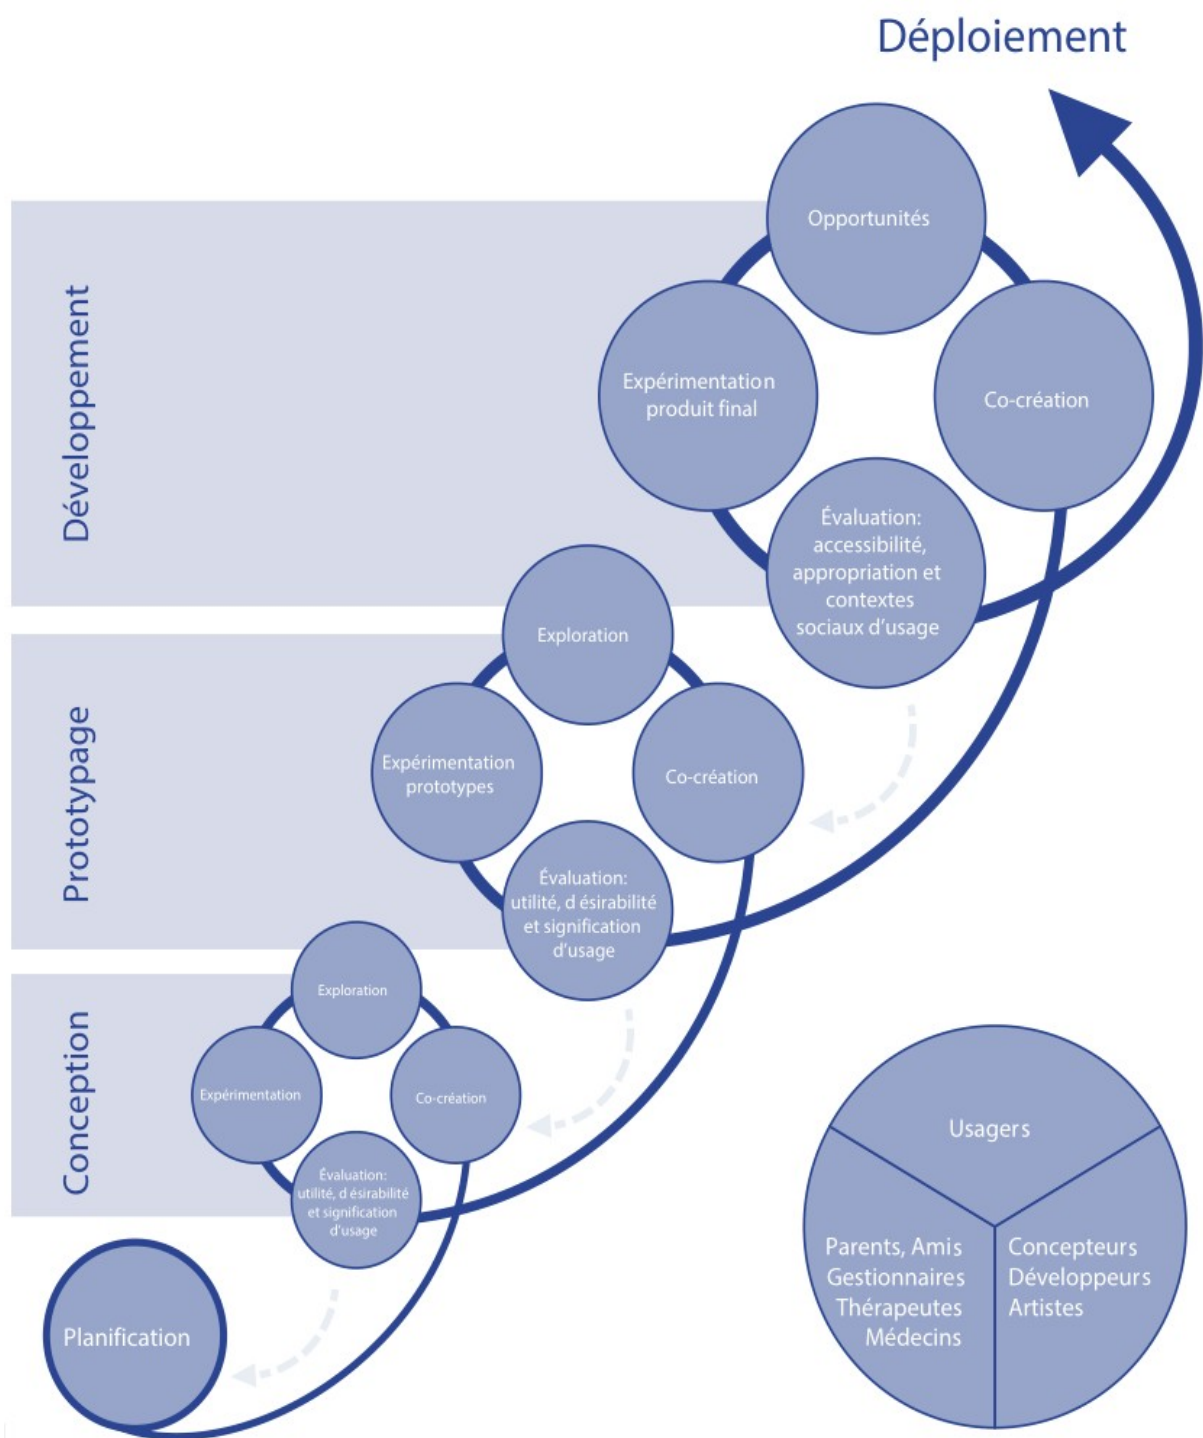 Déploiement
Développement
Opportunités
Expérimentation
produit final
Co-création
Évaluation:
accessibilité,
appropriation et
contextes
sociaux d'usage
Prototypage
Exploration
Expérimentation
prototypes
Co-création
Évaluation:
utilité, d ésirabilité
et signification
d'usage
Conception
Exploration
Expérimentation
Co-création
Évaluation:
utilité, d ésirabilité
et signification
d'usage
Planification
Usagers
Parents, Amis
Gestionnaires
Thérapeutes
Médecins
Concepteurs
Développeurs
Artistes